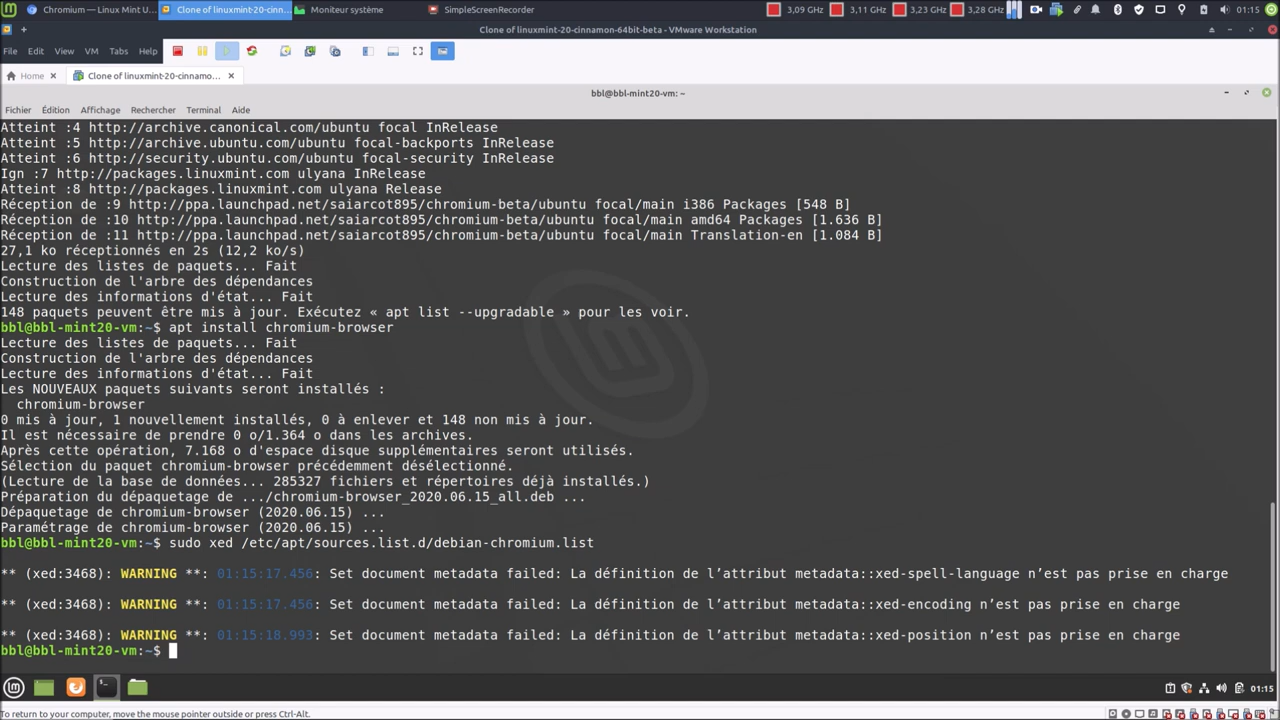 Chromium — Linux Mint U...
Clone of linuxmint-20-cinn...
Moniteur système
SimpleScreenRecorder
3,09 GHz
3,11 GHz
3,23 GHz
3,28 GHz
01:15
Clone of linuxmint-20-cinnamon-64bit-beta - VMware Workstation
File Edit View VM Tabs Help
Home
Clone of linuxmint-20-cinnamo...
bbl@bbl-mint20-vm: ~
Fichier Édition Affichage Rechercher Terminal Aide
Atteint :4 http://archive.canonical.com/ubuntu focal InRelease
Atteint :5 http://archive.ubuntu.com/ubuntu focal-backports InRelease
Atteint :6 http://security.ubuntu.com/ubuntu focal-security InRelease
Ign :7 http://packages.linuxmint.com ulyana InRelease
Atteint :8 http://packages.linuxmint.com ulyana Release
Réception de :9 http://ppa.launchpad.net/saiarcot895/chromium-beta/ubuntu focal/main i386 Packages [548 B]
Réception de :10 http://ppa.launchpad.net/saiarcot895/chromium-beta/ubuntu focal/main amd64 Packages [1.636 B]
Réception de :11 http://ppa.launchpad.net/saiarcot895/chromium-beta/ubuntu focal/main Translation-en [1.084 B]
27,1 ko réceptionnés en 2s (12,2 ko/s)
Lecture des listes de paquets... Fait
Construction de l'arbre des dépendances
Lecture des informations d'état... Fait
148 paquets peuvent être mis à jour. Exécutez « apt list --upgradable » pour les voir.
bbl@bbl-mint20-vm:~$ apt install chromium-browser
Lecture des listes de paquets... Fait
Construction de l'arbre des dépendances
Lecture des informations d'état... Fait
Les NOUVEAUX paquets suivants seront installés :
chromium-browser
0 mis à jour, 1 nouvellement installés, 0 à enlever et 148 non mis à jour.
Il est nécessaire de prendre 0 o/1.364 o dans les archives.
Après cette opération, 7.168 o d'espace disque supplémentaires seront utilisés.
Sélection du paquet chromium-browser précédemment désélectionné.
(Lecture de la base de données... 285327 fichiers et répertoires déjà installés.)
Préparation du dépaquetage de .../chromium-browser_2020.06.15_all.deb ...
Dépaquetage de chromium-browser (2020.06.15) ...
Paramétrage de chromium-browser (2020.06.15) ...
bbl@bbl-mint20-vm:~$ sudo xed /etc/apt/sources.list.d/debian-chromium.list
** (xed:3468): WARNING **: 01:15:17.456: Set document metadata failed: La définition de l’attribut metadata::xed-spell-language n’est pas prise en charge
** (xed:3468): WARNING **: 01:15:17.456: Set document metadata failed: La définition de l’attribut metadata::xed-encoding n’est pas prise en charge
** (xed:3468): WARNING **: 01:15:18.993: Set document metadata failed: La définition de l’attribut metadata::xed-position n’est pas prise en charge
bbl@bbl-mint20-vm:~$
01:15
To return to your computer, move the mouse pointer outside or press Ctrl-Alt.